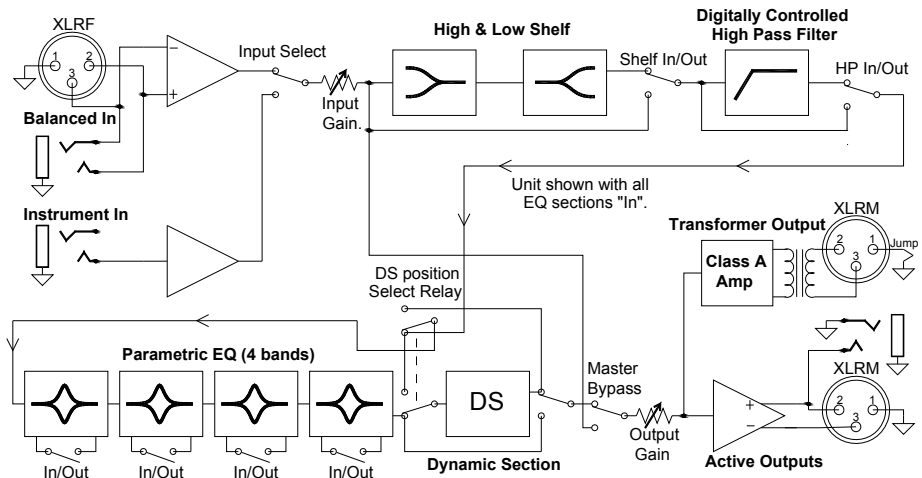 XLRF
1
2
3
−
+
Balanced In
Instrument In
Input Select
Input
Gain.
High & Low Shelf
Shelf In/Out
Digitally Controlled
High Pass Filter
HP In/Out
Unit shown with all
EQ sections "In".
Transformer Output
XLRM
Class A
Amp
2
1
3
Jump
DS position
Select Relay
Parametric EQ (4 bands)
In/Out
In/Out
In/Out
In/Out
DS
Dynamic Section
Master
Bypass
Output
Gain
+
−
Active Outputs
XLRM
2
1
3